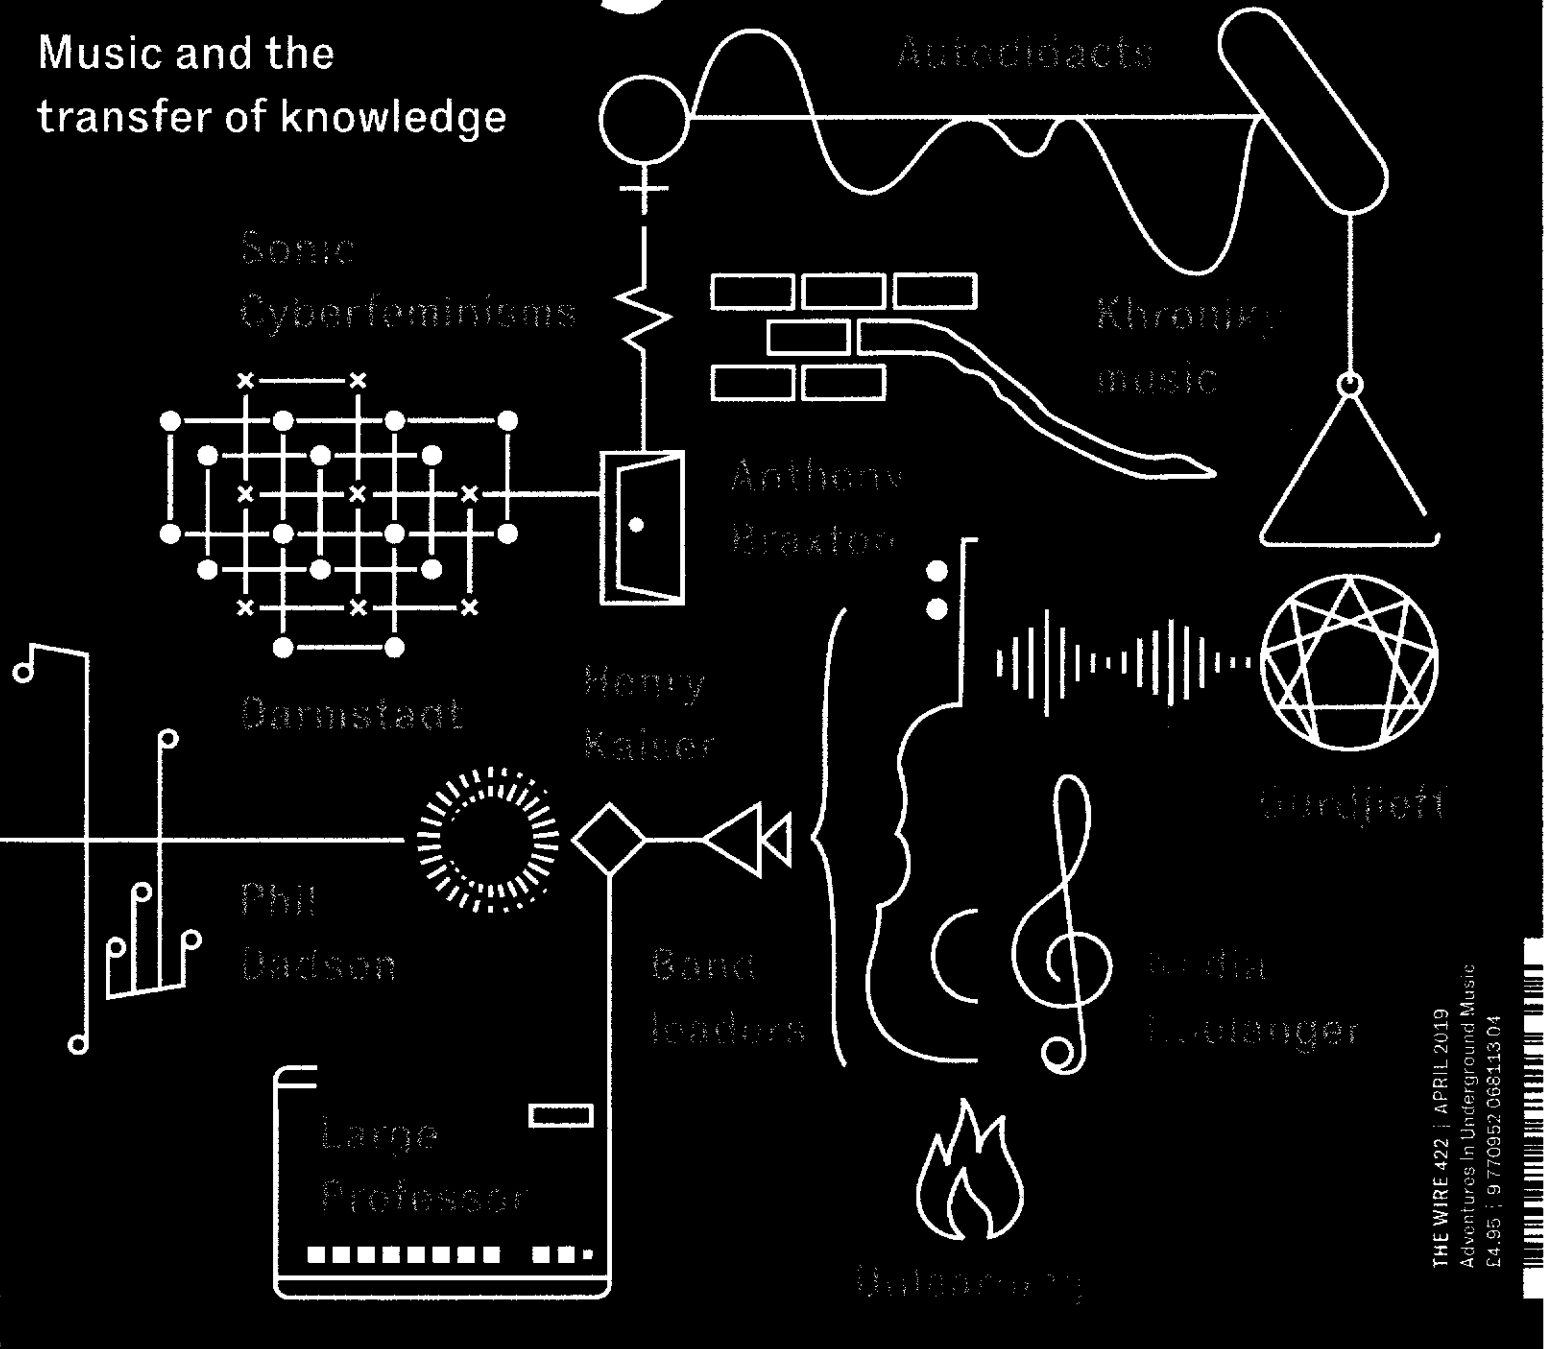 Music and the
transfer of knowledge
Autodidacts
Sonic
Cyberfeminisms
Khroniky
music
Anthony
Braxton
Henry
Kaiser
Darmstadt
Gurdjieff
Phil
Dadson
Band
leaders
Nadia
Boulanger
Large
Professor
Unlearning
THE WIRE 422 | APRIL 2019
Adventures In Underground Music
£4.95 | 9 770952 068113 04